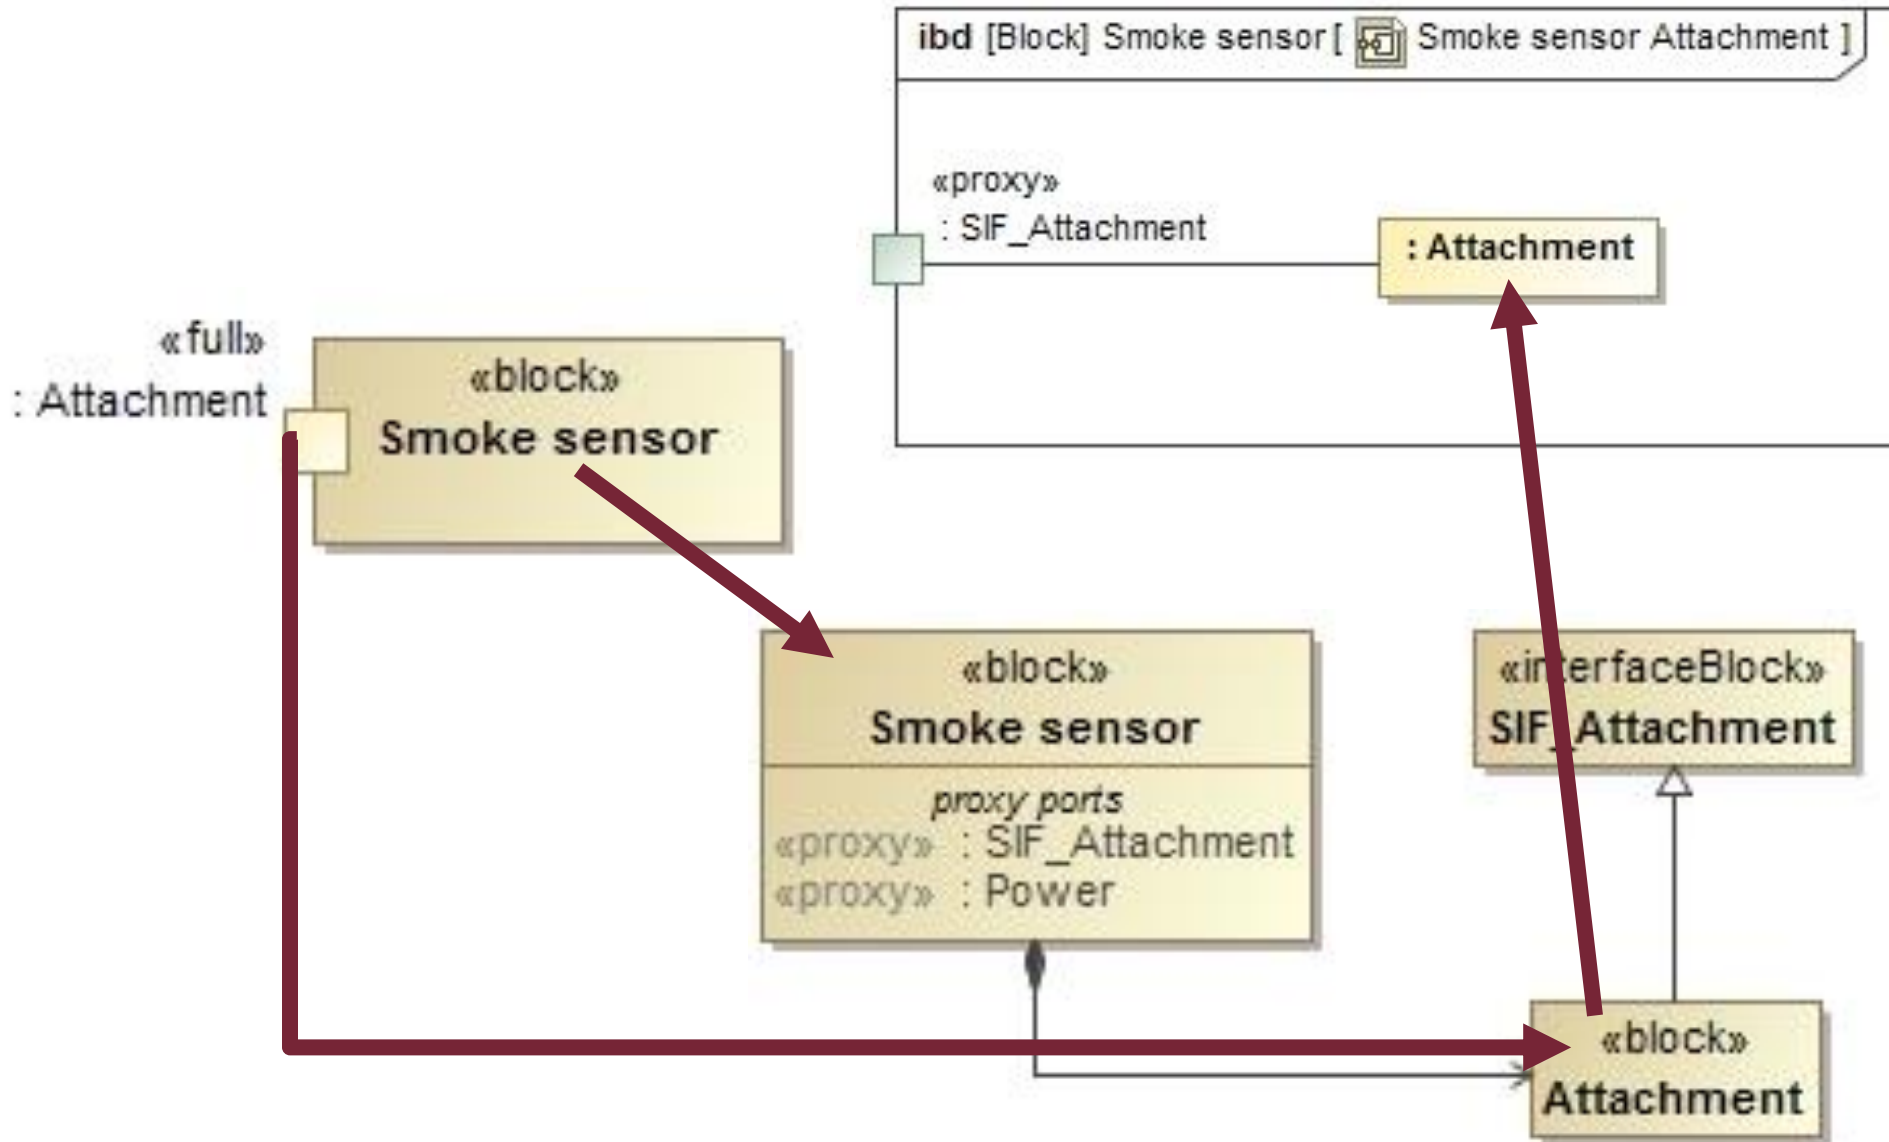 ibd [Block] Smoke sensor [ Smoke sensor Attachment ]
«proxy»
: SIF_Attachment
: Attachment
«full»
: Attachment
«block»
Smoke sensor
«block»
Smoke sensor
proxy ports
«proxy» : SIF_Attachment
«proxy» : Power
«interfaceBlock»
SIF_Attachment
«block»
Attachment